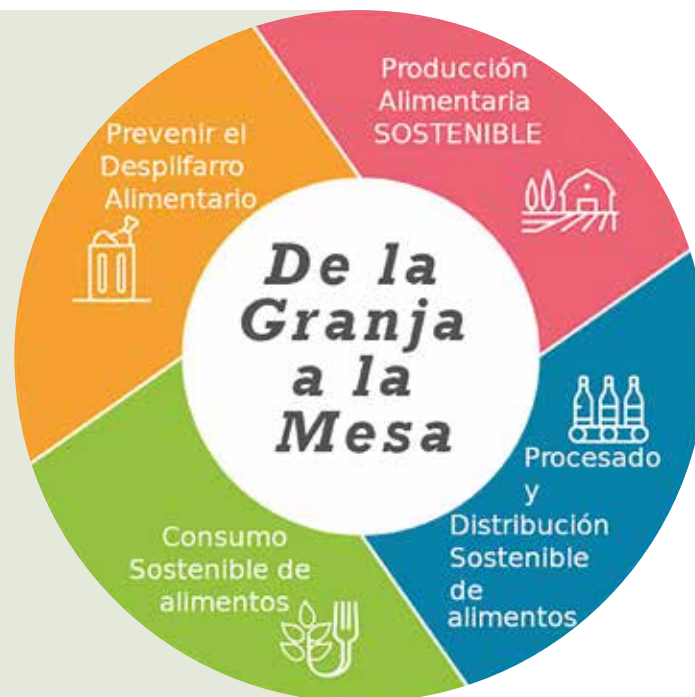 Producción
Alimentaria
SOSTENIBLE
Prevenir el
Despilfarro
Alimentario
De la
Granja
a la
Mesa
Procesado
y
Distribución
Sostenible
de
alimentos
Consumo
Sostenible de
alimentos